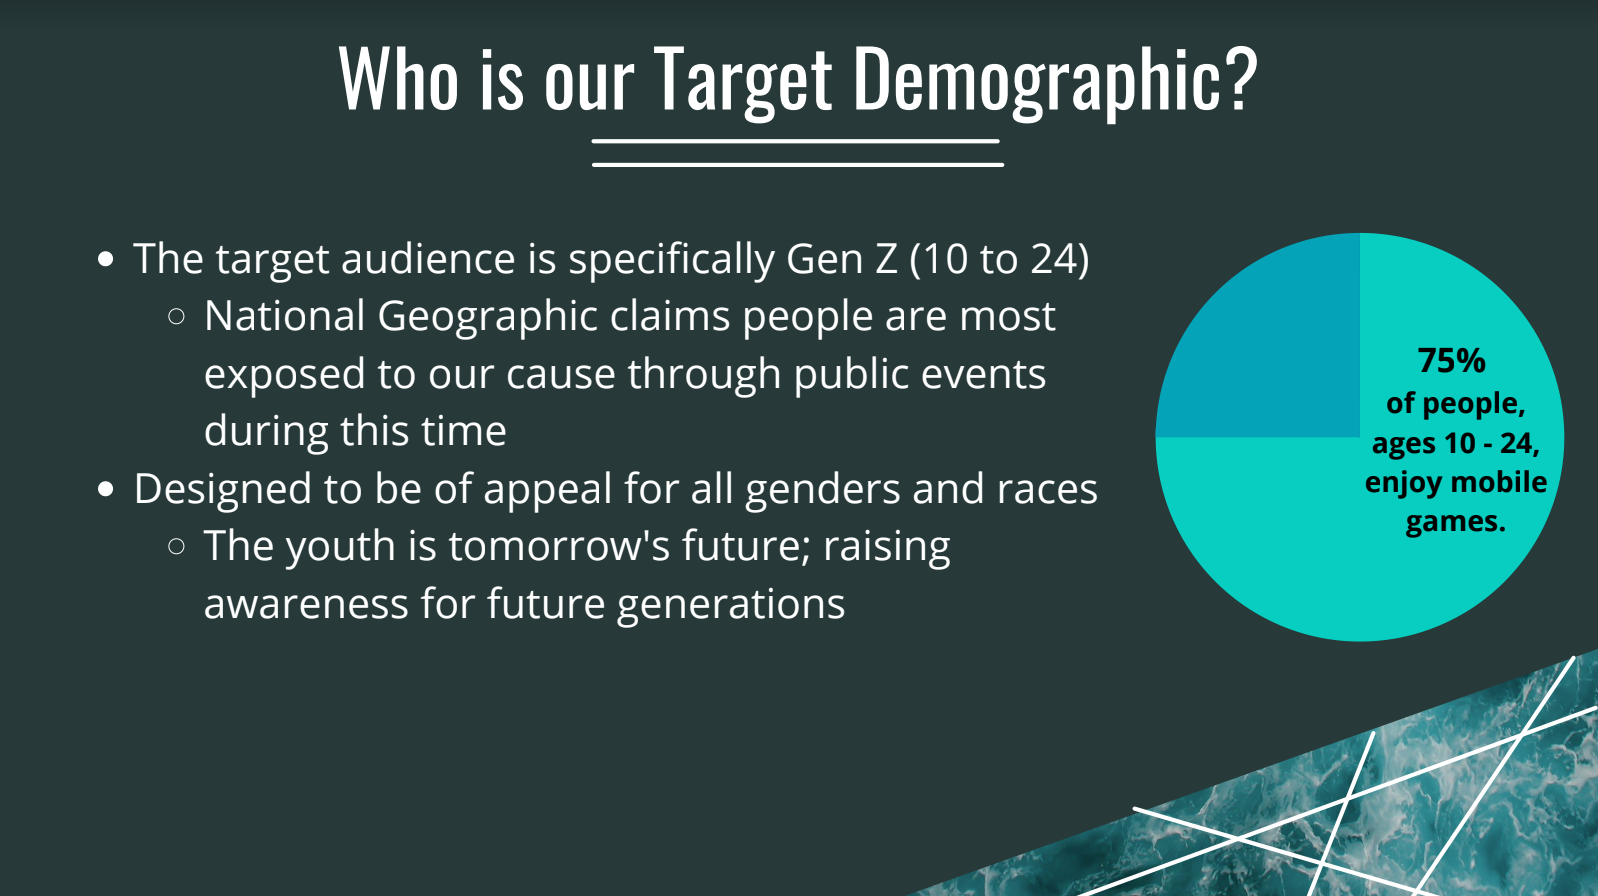 Who is our Target Demographic?
The target audience is specifically Gen Z (10 to 24)
National Geographic claims people are most
exposed to our cause through public events
during this time
Designed to be of appeal for all genders and races
The youth is tomorrow's future; raising
awareness for future generations
75%
of people,
ages 10 - 24,
enjoy mobile
games.